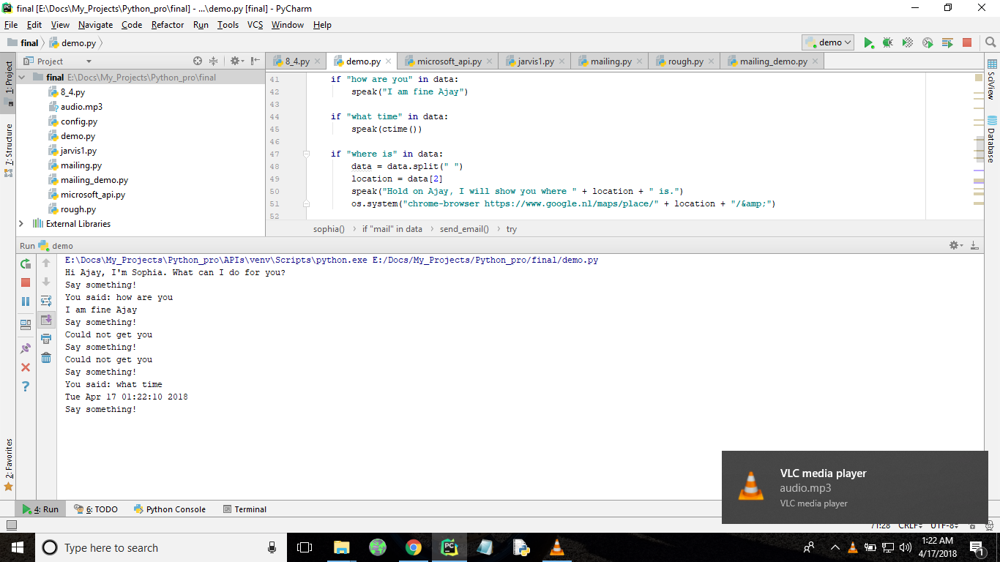 final [E:\Docs\My_Projects\Python_pro\final] - ...\demo.py [final] - PyCharm
File Edit View Navigate Code Refactor Run Tools VCS Window Help
final demo.py demo
Project
8_4.py demo.py microsoft_api.py jarvis1.py mailing.py rough.py mailing_demo.py
1: Project
7: Structure
2: Favorites
SciView
Database
final E:\Docs\My_Projects\Python_pro\final
8_4.py
audio.mp3
config.py
demo.py
jarvis1.py
mailing.py
mailing_demo.py
microsoft_api.py
rough.py
External Libraries
41 if "how are you" in data:
42 speak("I am fine Ajay")
43
44 if "what time" in data:
45 speak(ctime())
46
47 if "where is" in data:
48 data = data.split(" ")
49 location = data[2]
50 speak("Hold on Ajay, I will show you where " + location + " is.")
51 os.system("chrome-browser https://www.google.nl/maps/place/" + location + "/&amp;")
52
sophia() if "mail" in data send_email() try
Run demo
E:\Docs\My_Projects\Python_pro\APIs\venv\Scripts\python.exe E:/Docs/My_Projects/Python_pro/final/demo.py
Hi Ajay, I'm Sophia. What can I do for you?
Say something!
You said: how are you
I am fine Ajay
Say something!
Could not get you
Say something!
Could not get you
Say something!
You said: what time
Tue Apr 17 01:22:10 2018
Say something!
VLC media player
audio.mp3
VLC media player
4: Run 6: TODO Python Console Terminal
71:28 CRLF UTF-8
Type here to search
PC
1:22 AM
4/17/2018
1